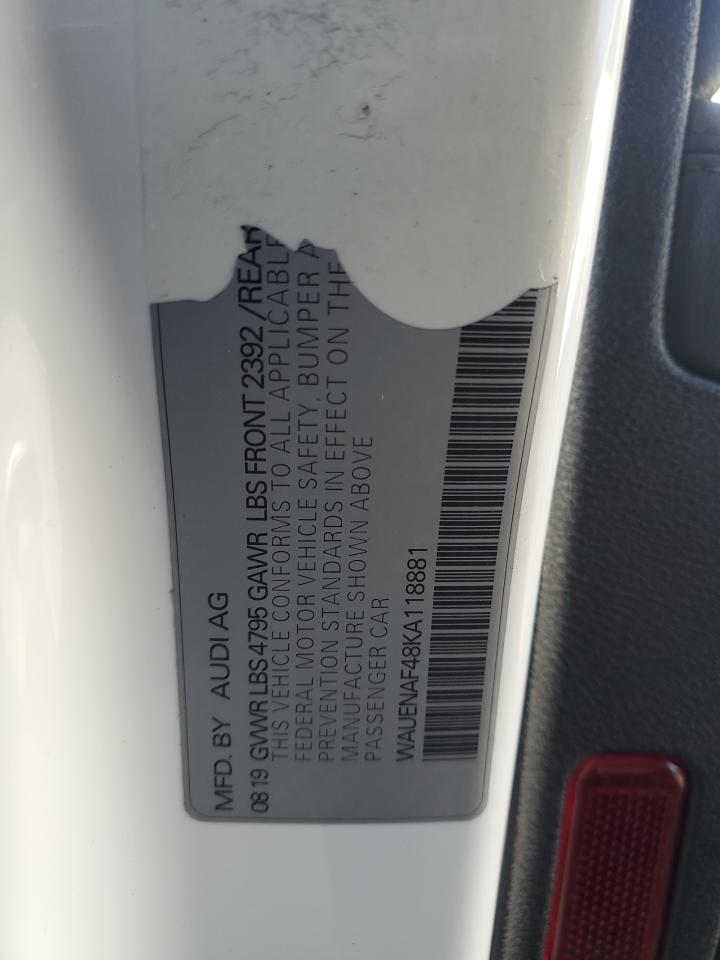 MFD. BY AUDI AG
08 19 GVWR LBS 4795 GAWR LBS FRONT 2392 /REAR
THIS VEHICLE CONFORMS TO ALL APPLICABLE
FEDERAL MOTOR VEHICLE SAFETY, BUMPER A
PREVENTION STANDARDS IN EFFECT ON THE
MANUFACTURE SHOWN ABOVE
PASSENGER CAR
WAUENAF48KA118881